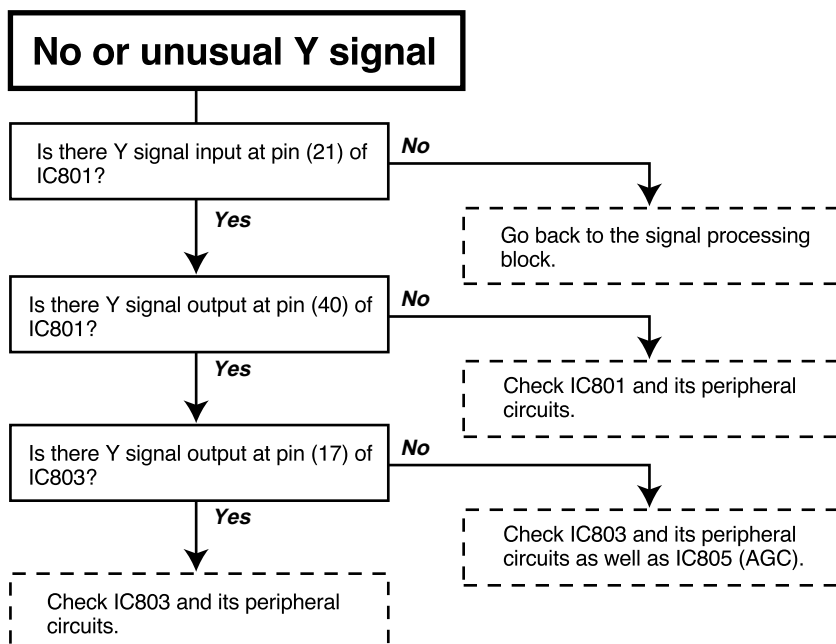 No or unusual Y signal
Is there Y signal input at pin (21) of
IC801?
No
Yes
Go back to the signal processing
block.
Is there Y signal output at pin (40) of
IC801?
No
Yes
Check IC801 and its peripheral
circuits.
Is there Y signal output at pin (17) of
IC803?
No
Yes
Check IC803 and its peripheral
circuits as well as IC805 (AGC).
Check IC803 and its peripheral
circuits.